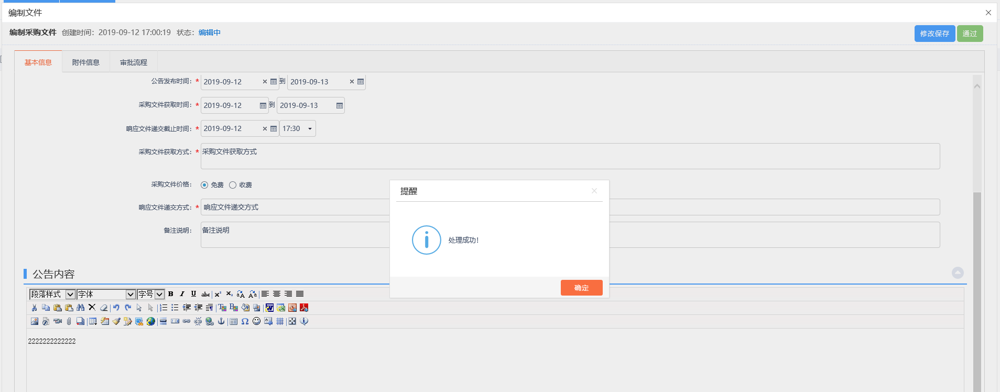 编制文件
编制采购文件 创建时间：2019-09-12 17:00:19 状态：编辑中
修改保存 通过
基本信息 附件信息 审批流程
公告发布时间：* 2019-09-12 到 2019-09-13
采购文件获取时间：* 2019-09-12 到 2019-09-13
响应文件递交截止时间：* 2019-09-12 17:30
采购文件获取方式：* 采购文件获取方式
采购文件价格： 免费 收费
响应文件递交方式：* 响应文件递交方式
备注说明： 备注说明
提醒
处理成功！
确定
公告内容
段落样式 字体 字号
2222222222222